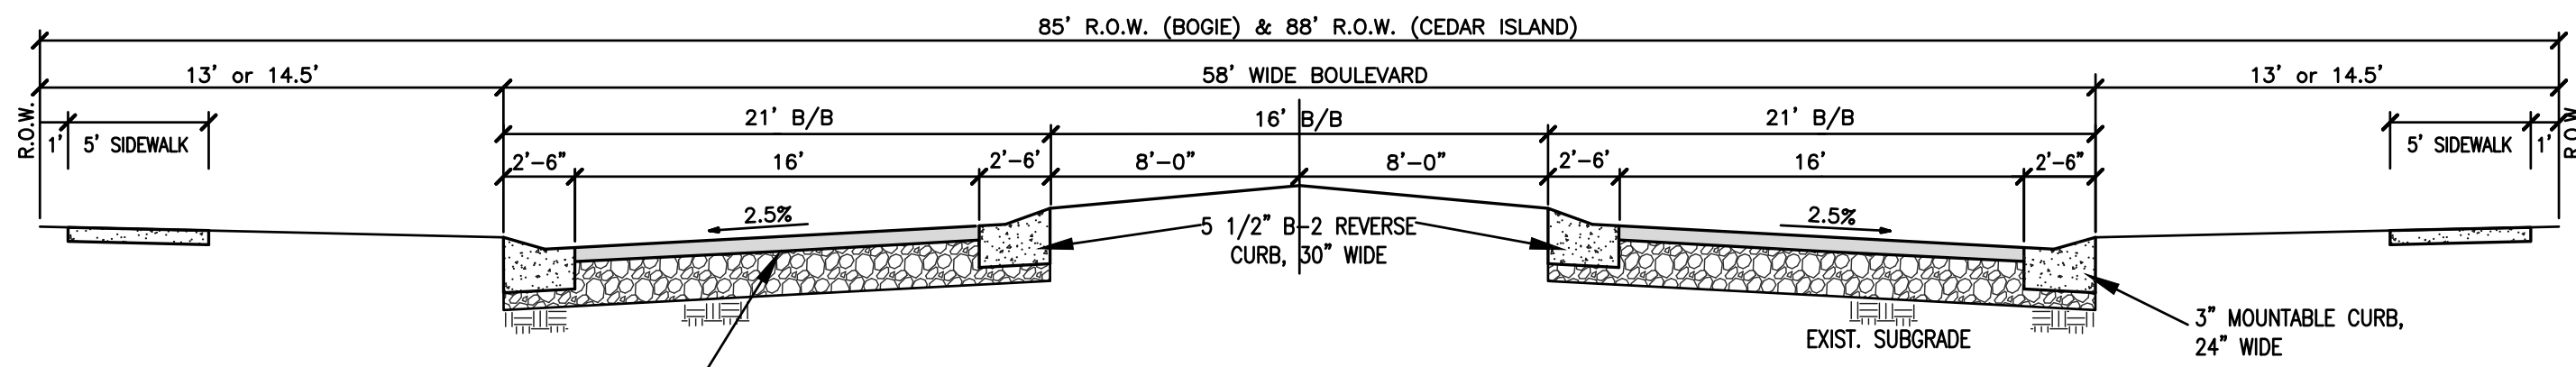 85' R.O.W. (BOGIE) & 88' R.O.W. (CEDAR ISLAND)
13' or 14.5'
58' WIDE BOULEVARD
13' or 14.5'
R.O.W.
1'
5' SIDEWALK
21' B/B
16' B/B
21' B/B
5' SIDEWALK
1'
R.O.W.
2'-6"
16'
2'-6'
8'-0"
8'-0"
2'-6'
16'
2'-6"
2.5%
2.5%
5 1/2" B-2 REVERSE
CURB, 30" WIDE
EXIST. SUBGRADE
3" MOUNTABLE CURB,
24" WIDE